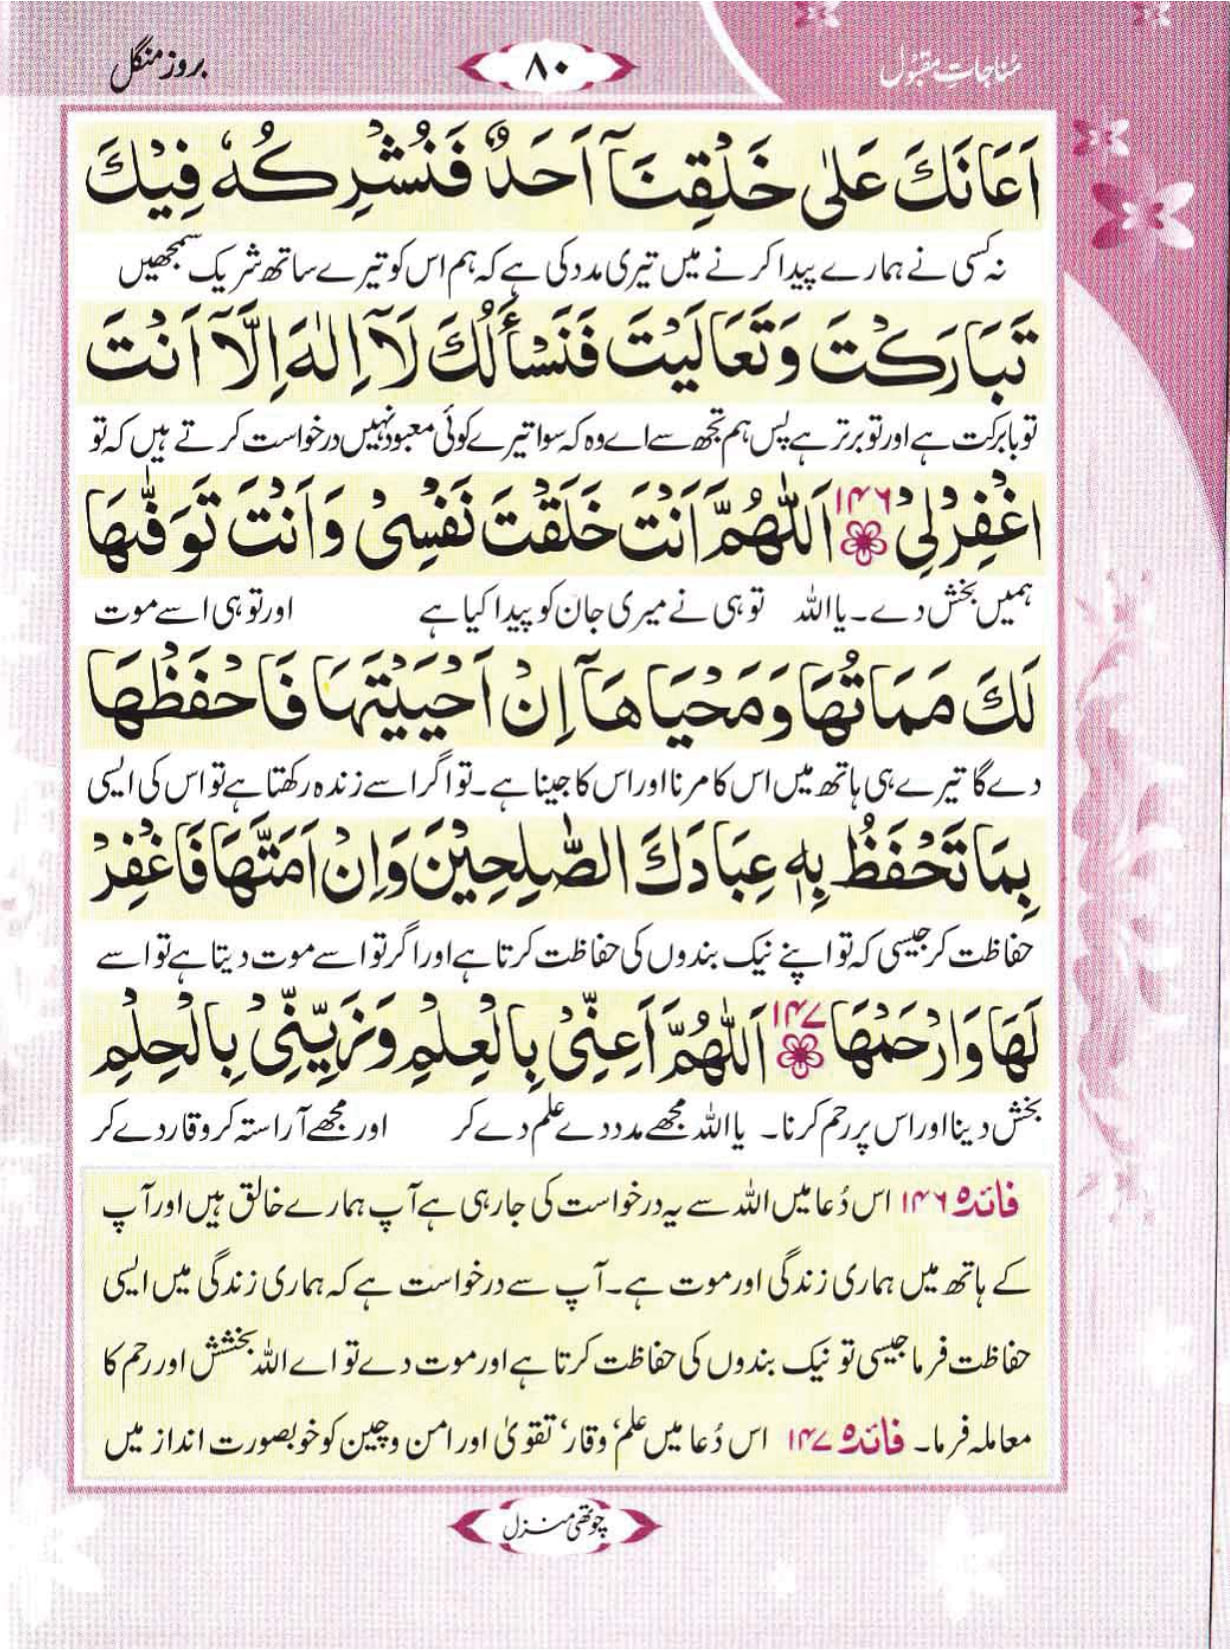 مُناجاتِ مقبُول ۸۰ بروز منگل
اَعَانَكَ عَلٰى خَلْقِنَآ اَحَدٌ فَنُشْرِكُهٗ فِيْكَ
نہ کسی نے ہمارے پیدا کرنے میں تیری مدد کی ہے کہ ہم اس کو تیرے ساتھ شریک سمجھیں
تَبَارَكْتَ وَتَعَالَيْتَ فَنَسْأَلُكَ لَآ اِلٰهَ اِلَّآ اَنْتَ
تو بابرکت ہے اور تو برتر ہے پس ہم تجھ سے اے وہ کہ سوا تیرے کوئی معبود نہیں درخواست کرتے ہیں کہ تو
اغْفِرْلِيْ ۱۴۶ اَللّٰهُمَّ اَنْتَ خَلَقْتَ نَفْسِيْ وَاَنْتَ تَوَفّٰهَا
ہمیں بخش دے۔ یا اللہ تو ہی نے میری جان کو پیدا کیا ہے اور تو ہی اسے موت
لَكَ مَمَاتُهَا وَمَحْيَاهَآ اِنْ اَحْيَيْتَهَا فَاحْفَظْهَا
دے گا تیرے ہی ہاتھ میں اس کا مرنا اور اس کا جینا ہے۔ تو اگر اسے زندہ رکھتا ہے تو اس کی ایسی
بِمَا تَحْفَظُ بِهٖ عِبَادَكَ الصّٰلِحِيْنَ وَاِنْ اَمَتَّهَا فَاغْفِرْ
حفاظت کر جیسی کہ تو اپنے نیک بندوں کی حفاظت کرتا ہے اور اگر تو اسے موت دیتا ہے تو اسے
لَهَا وَارْحَمْهَا ۱۴۷ اَللّٰهُمَّ اَعِنِّيْ بِالْعِلْمِ وَزَيِّنِّيْ بِالْحِلْمِ
بخش دینا اور اس پر رحم کرنا۔ یا اللہ مجھے مدد دے علم دے کر اور مجھے آراستہ کر وقار دے کر
فائدہ ۱۴۶ اس دُعا میں اللہ سے یہ درخواست کی جا رہی ہے آپ ہمارے خالق ہیں اور آپ
کے ہاتھ میں ہماری زندگی اور موت ہے۔ آپ سے درخواست ہے کہ ہماری زندگی میں ایسی
حفاظت فرما جیسی تو نیک بندوں کی حفاظت کرتا ہے اور موت دے تو اے اللہ بخشش اور رحم کا
معاملہ فرما۔ فائدہ ۱۴۷ اس دُعا میں علم، وقار، تقویٰ اور امن و چین کو خوبصورت انداز میں
چوتھی منزل